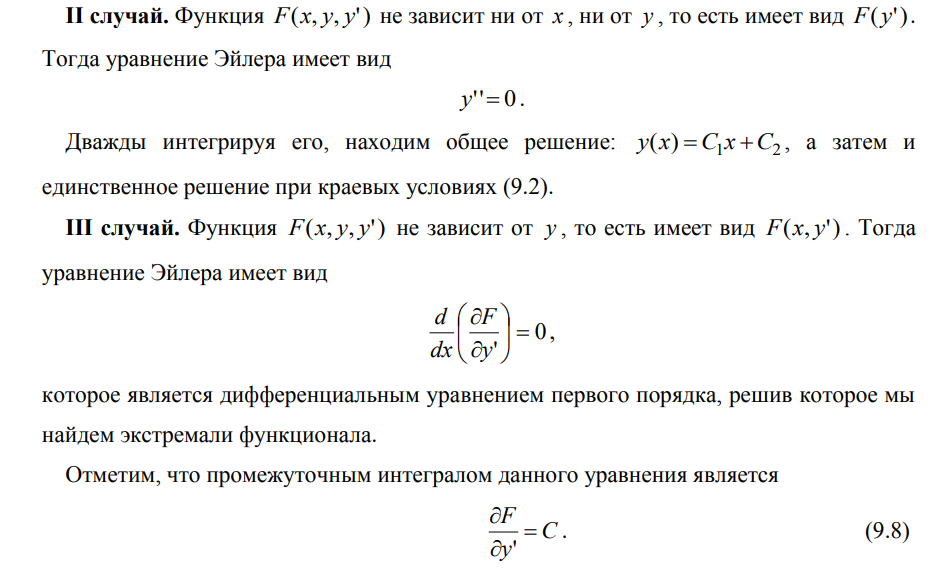 II случай. Функция F(x, y, y') не зависит ни от x, ни от y, то есть имеет вид F(y').
Тогда уравнение Эйлера имеет вид
y''= 0.
Дважды интегрируя его, находим общее решение: y(x) = C₁x + C₂, а затем и
единственное решение при краевых условиях (9.2).
III случай. Функция F(x, y, y') не зависит от y, то есть имеет вид F(x, y'). Тогда
уравнение Эйлера имеет вид
d/dx (∂F/∂y') = 0,
которое является дифференциальным уравнением первого порядка, решив которое мы
найдем экстремали функционала.
Отметим, что промежуточным интегралом данного уравнения является
∂F/∂y' = C. (9.8)